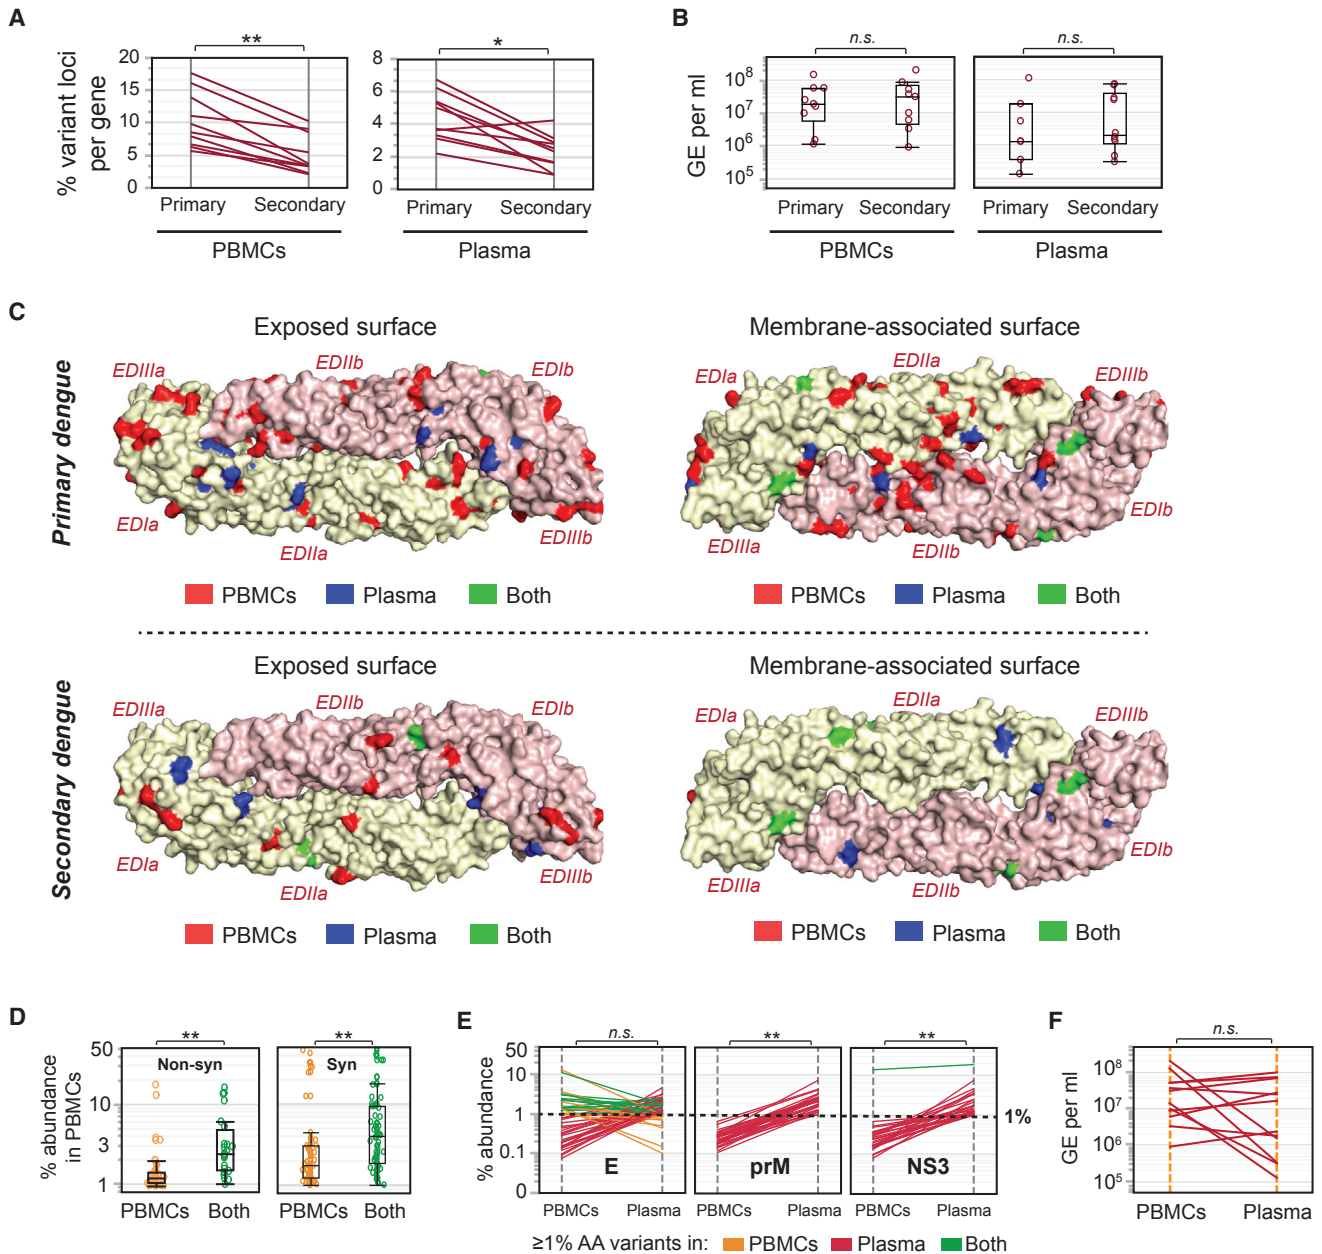 A
% variant loci
per gene
**
20
15
10
5
0
Primary Secondary
PBMCs
*
8
6
4
2
0
Primary Secondary
Plasma
B
GE per ml
n.s.
n.s.
10^8
10^7
10^6
10^5
Primary Secondary
PBMCs
Primary Secondary
Plasma
C
Primary dengue
Exposed surface
EDIIIa
EDIIb
EDIb
EDIa
EDIIa
EDIIIb
PBMCs Plasma Both
Membrane-associated surface
EDIa
EDIIa
EDIIIb
EDIb
EDIIIa
EDIIb
PBMCs Plasma Both
Secondary dengue
Exposed surface
EDIIIa
EDIIb
EDIb
EDIa
EDIIa
EDIIIb
PBMCs Plasma Both
Membrane-associated surface
EDIa
EDIIa
EDIIIb
EDIb
EDIIIa
EDIIb
PBMCs Plasma Both
D
% abundance
in PBMCs
**
**
50
10
3
1
Non-syn
Syn
PBMCs Both
PBMCs Both
E
% abundance
n.s.
**
**
50
10
1
0.1
0
1%
E
prM
NS3
PBMCs Plasma
PBMCs Plasma
PBMCs Plasma
≥1% AA variants in: PBMCs Plasma Both
F
GE per ml
n.s.
10^8
10^7
10^6
10^5
PBMCs Plasma